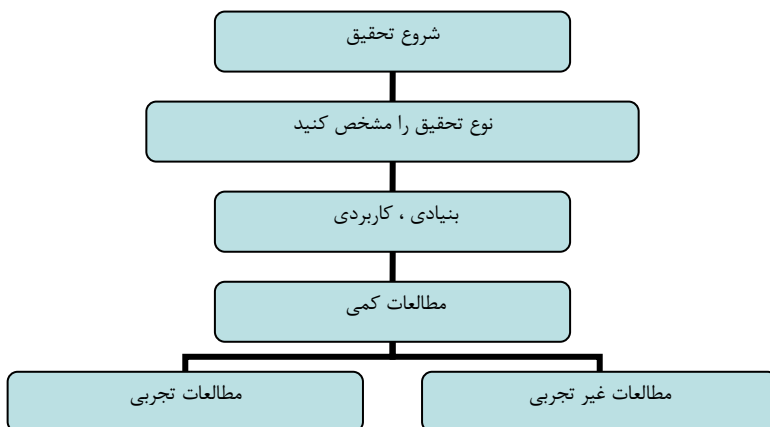 شروع تحقیق
نوع تحقیق را مشخص کنید
بنیادی ، کاربردی
مطالعات کمی
مطالعات غیر تجربی
مطالعات تجربی